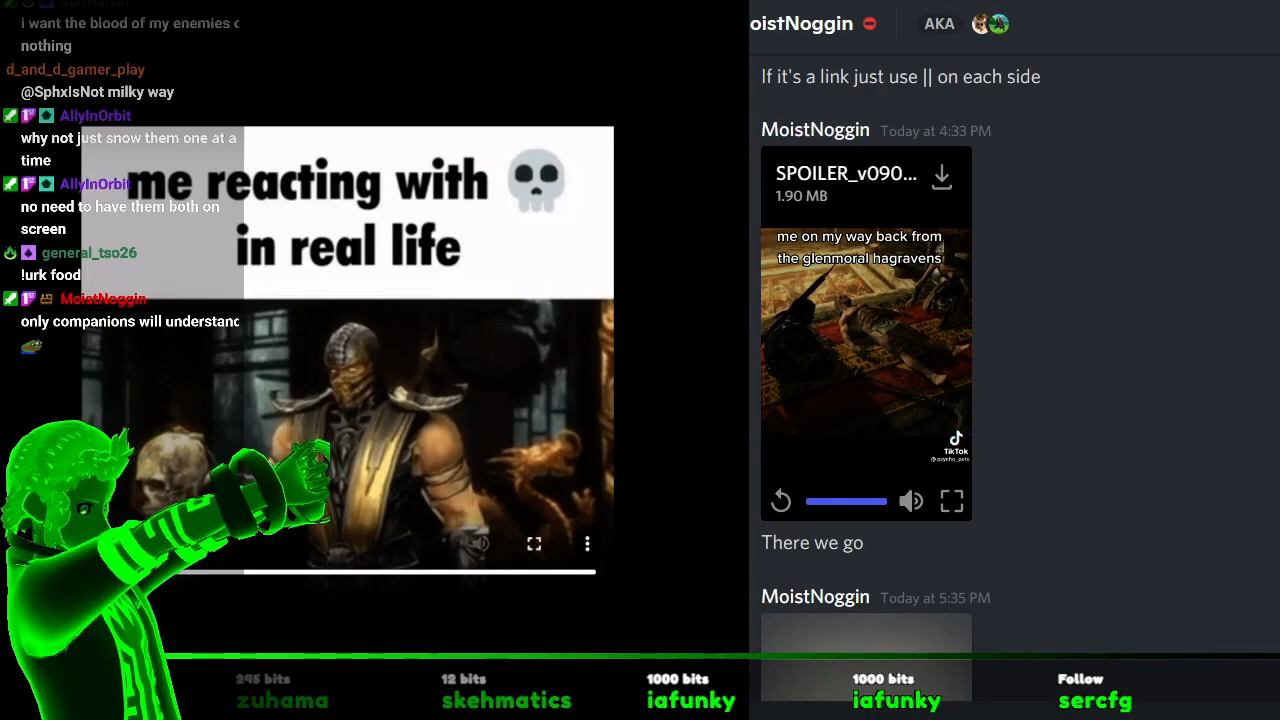 i want the blood of my enemies
nothing
d_and_d_gamer_play
@SphxIsNot milky way
AllyInOrbit
why not just snow them one at a
time
AllyInOrbit
no need to have them both on
screen
general_tso26
!urk food
MoistNoggin
only companions will understand
me reacting with 💀
in real life
oistNoggin
AKA
If it's a link just use || on each side
MoistNoggin Today at 4:33 PM
SPOILER_v090...
1.90 MB
me on my way back from
the glenmoral hagravens
TikTok
There we go
MoistNoggin Today at 5:35 PM
245 bits
zuhama
12 bits
skehmatics
1000 bits
iafunky
1000 bits
iafunky
Follow
sercfg